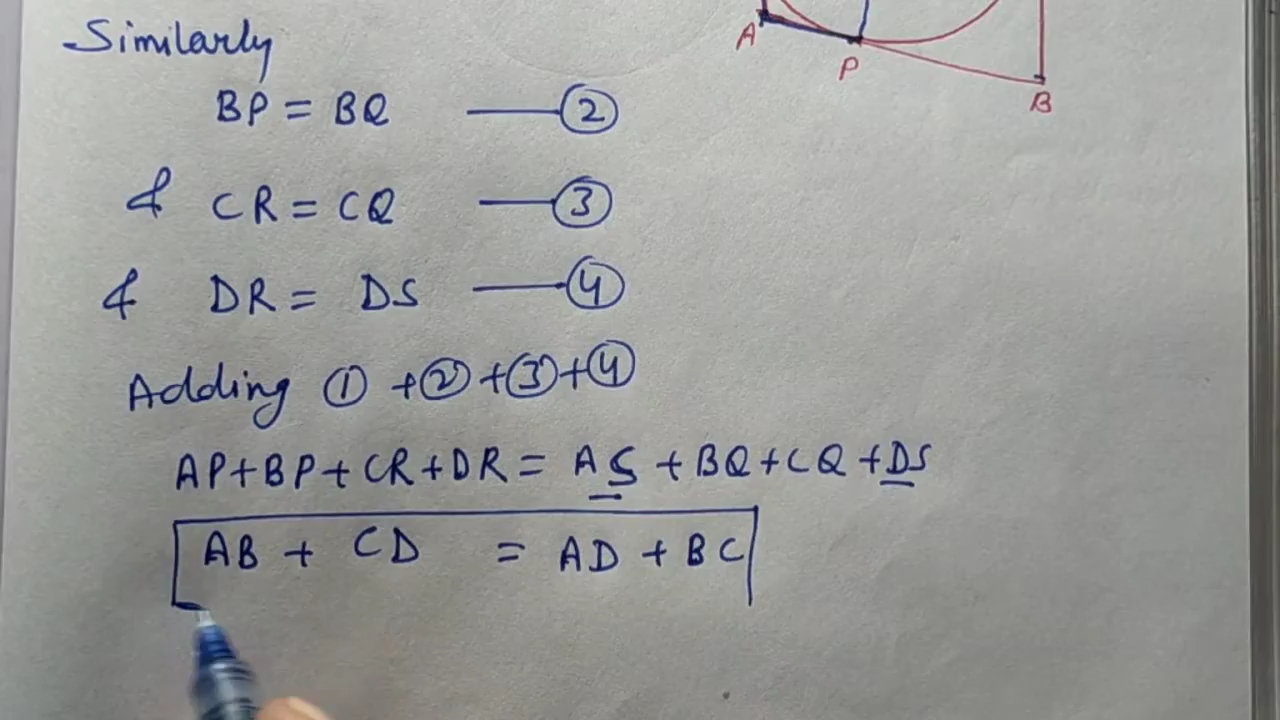 Similarly
A
P
B
BP = BQ —— ②
& CR = CQ —— ③
& DR = DS —— ④
Adding ① + ② + ③ + ④
AP + BP + CR + DR = AS + BQ + CQ + DS
AB + CD = AD + BC